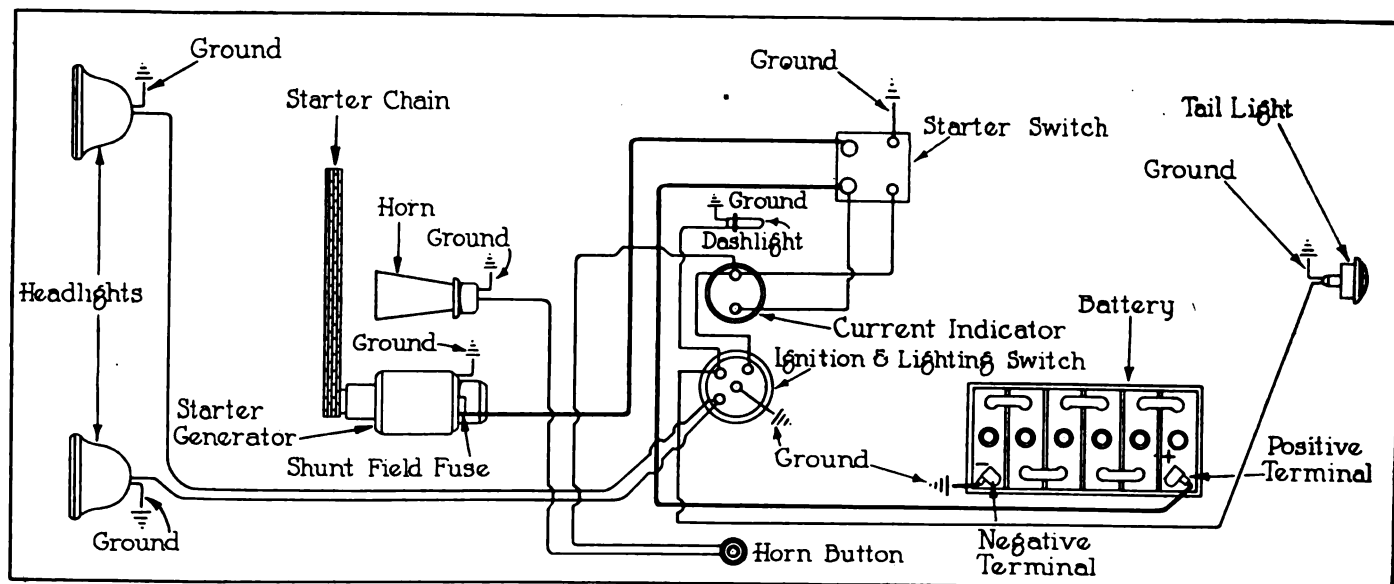 Ground
Starter Chain
Ground
Starter Switch
Tail Light
Ground
Horn
Ground
Ground
Dashlight
Headlights
Current Indicator
Battery
Ground
Ignition & Lighting Switch
Starter
Generator
Shunt Field Fuse
Ground
Positive
Terminal
+
-
Ground
Horn Button
Negative
Terminal